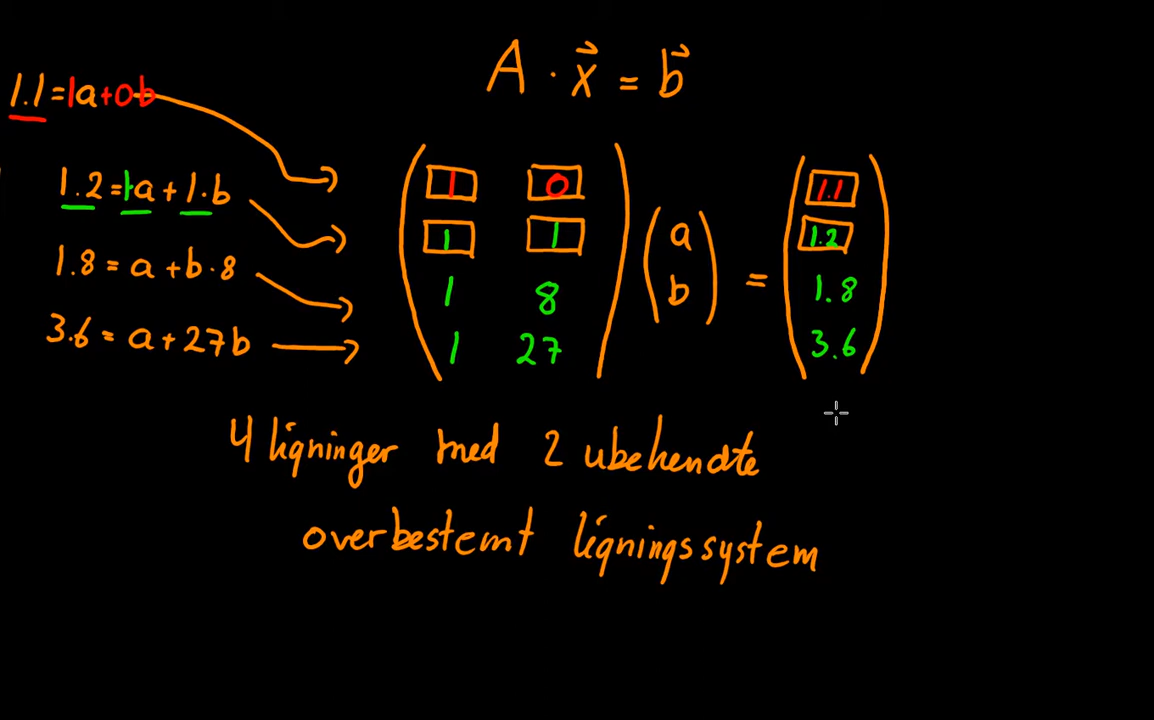 A · x⃗ = b⃗
1.1=1a+0b
1.2=1a+1.b
1.8=a+b·8
3.6=a+27b
1 0
1 1
1 8
1 27
a
b
=
1.1
1.2
1.8
3.6
4 ligninger med 2 ubekendte
overbestemt ligningssystem